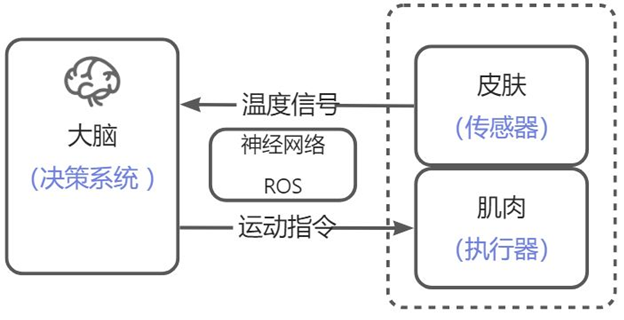 大脑
（决策系统 ）
温度信号
神经网络
ROS
运动指令
皮肤
（传感器）
肌肉
（执行器）